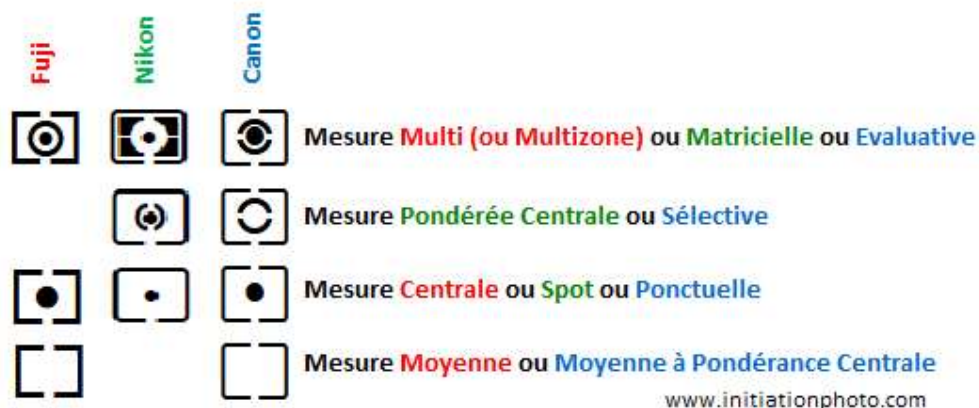 Fuji
Nikon
Canon
Mesure Multi (ou Multizone) ou Matricielle ou Evaluative
Mesure Pondérée Centrale ou Sélective
Mesure Centrale ou Spot ou Ponctuelle
Mesure Moyenne ou Moyenne à Pondérance Centrale
www.initiationphoto.com